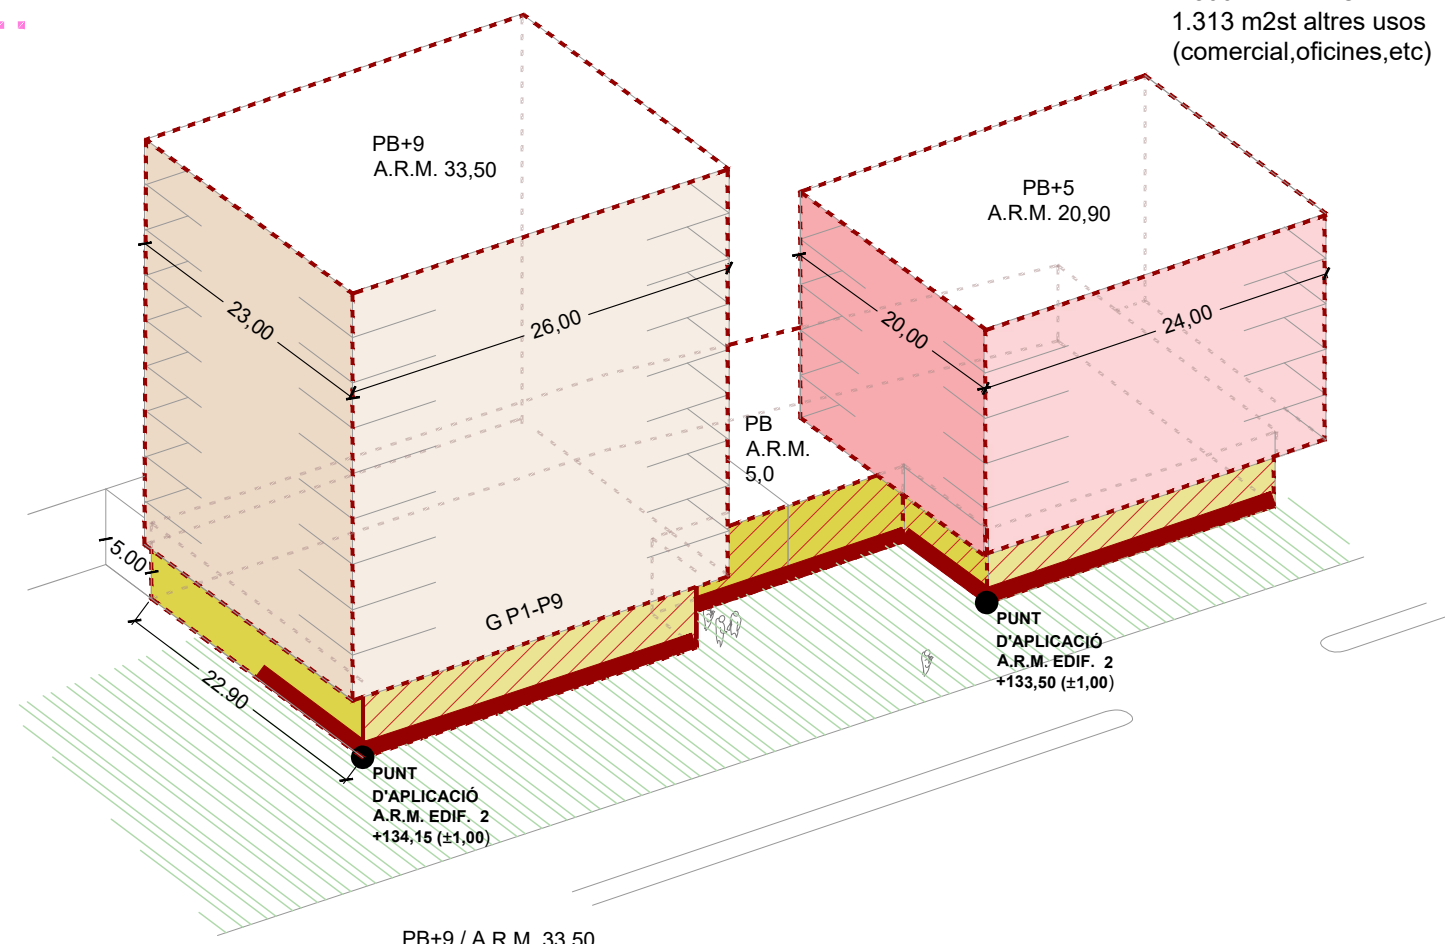 1.313 m2st altres usos
(comercial,oficines,etc)
PB+9
A.R.M. 33,50
PB+5
A.R.M. 20,90
23,00
26,00
20,00
24,00
PB
A.R.M.
5,0
5.00
G P1-P9
22.90
PUNT
D'APLICACIÓ
A.R.M. EDIF. 2
+133,50 (±1,00)
PUNT
D'APLICACIÓ
A.R.M. EDIF. 2
+134,15 (±1,00)
PB+9 / A.R.M. 33,50